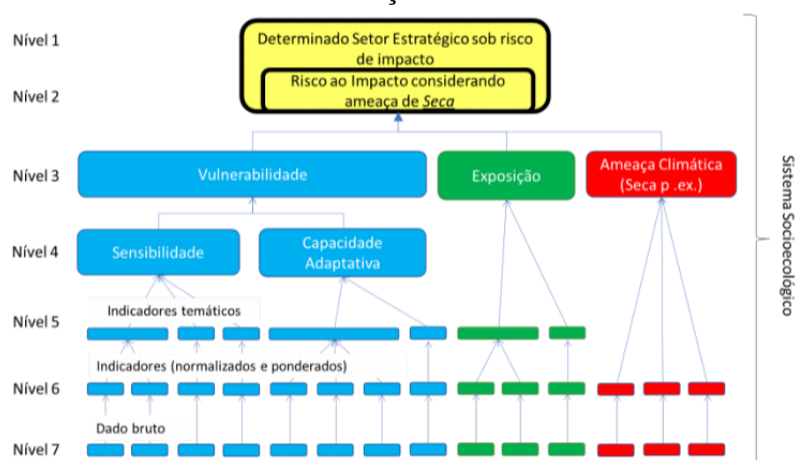 Nível 1
Determinado Setor Estratégico sob risco
de impacto
Nível 2
Risco ao Impacto considerando
ameaça de Seca
Nível 3
Vulnerabilidade
Exposição
Ameaça Climática
(Seca p .ex.)
Nível 4
Sensibilidade
Capacidade
Adaptativa
Nível 5
Indicadores temáticos
Indicadores (normalizados e ponderados)
Nível 6
Dado bruto
Nível 7
Sistema Socioecológico